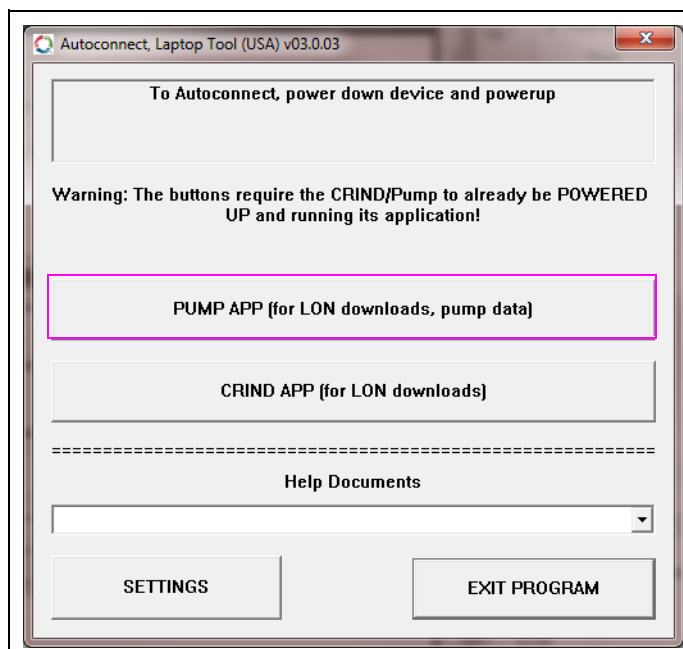 Autoconnect, Laptop Tool (USA) v03.0.03
To Autoconnect, power down device and powerup
Warning: The buttons require the CRIND/Pump to already be POWERED
UP and running its application!
PUMP APP (for LON downloads, pump data)
CRIND APP (for LON downloads)
============================================================
Help Documents
SETTINGS
EXIT PROGRAM